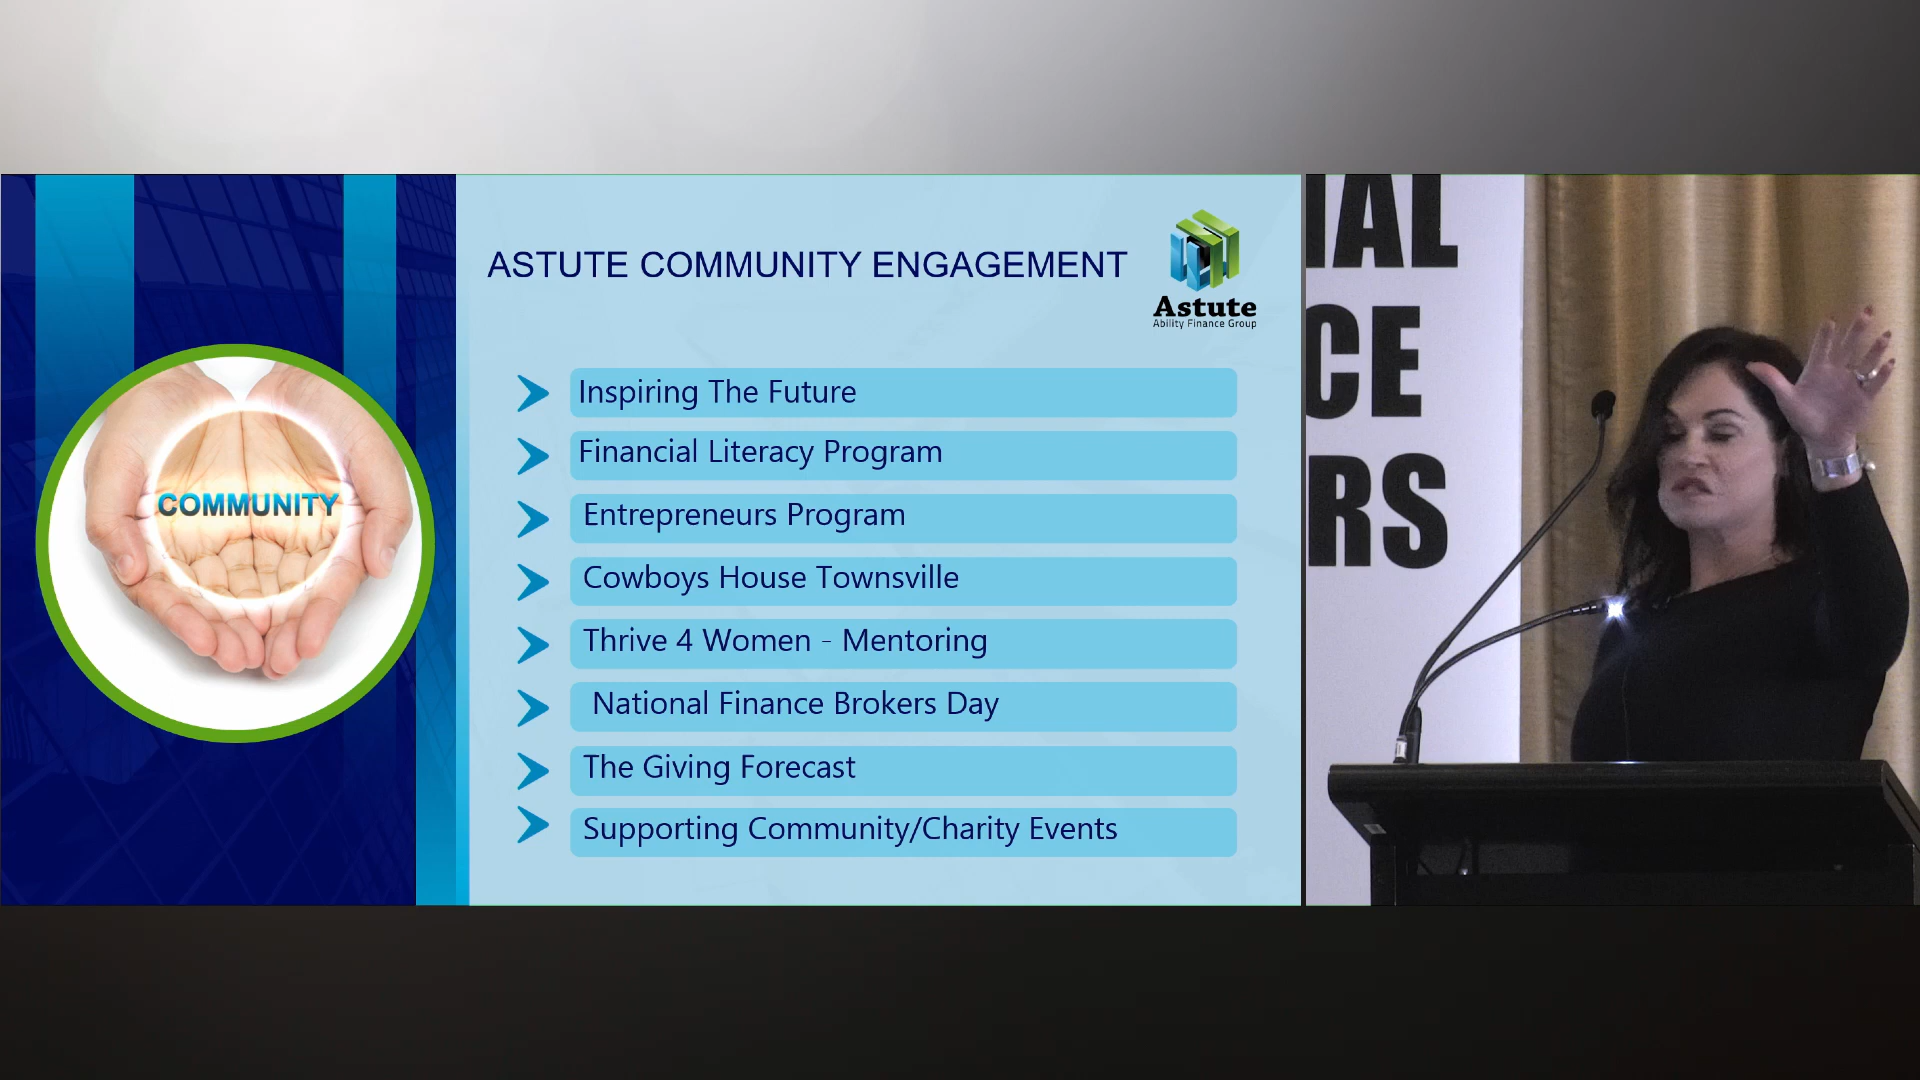 ASTUTE COMMUNITY ENGAGEMENT
Astute
Ability Finance Group
COMMUNITY
Inspiring The Future
Financial Literacy Program
Entrepreneurs Program
Cowboys House Townsville
Thrive 4 Women - Mentoring
National Finance Brokers Day
The Giving Forecast
Supporting Community/Charity Events
IAL
CE
RS